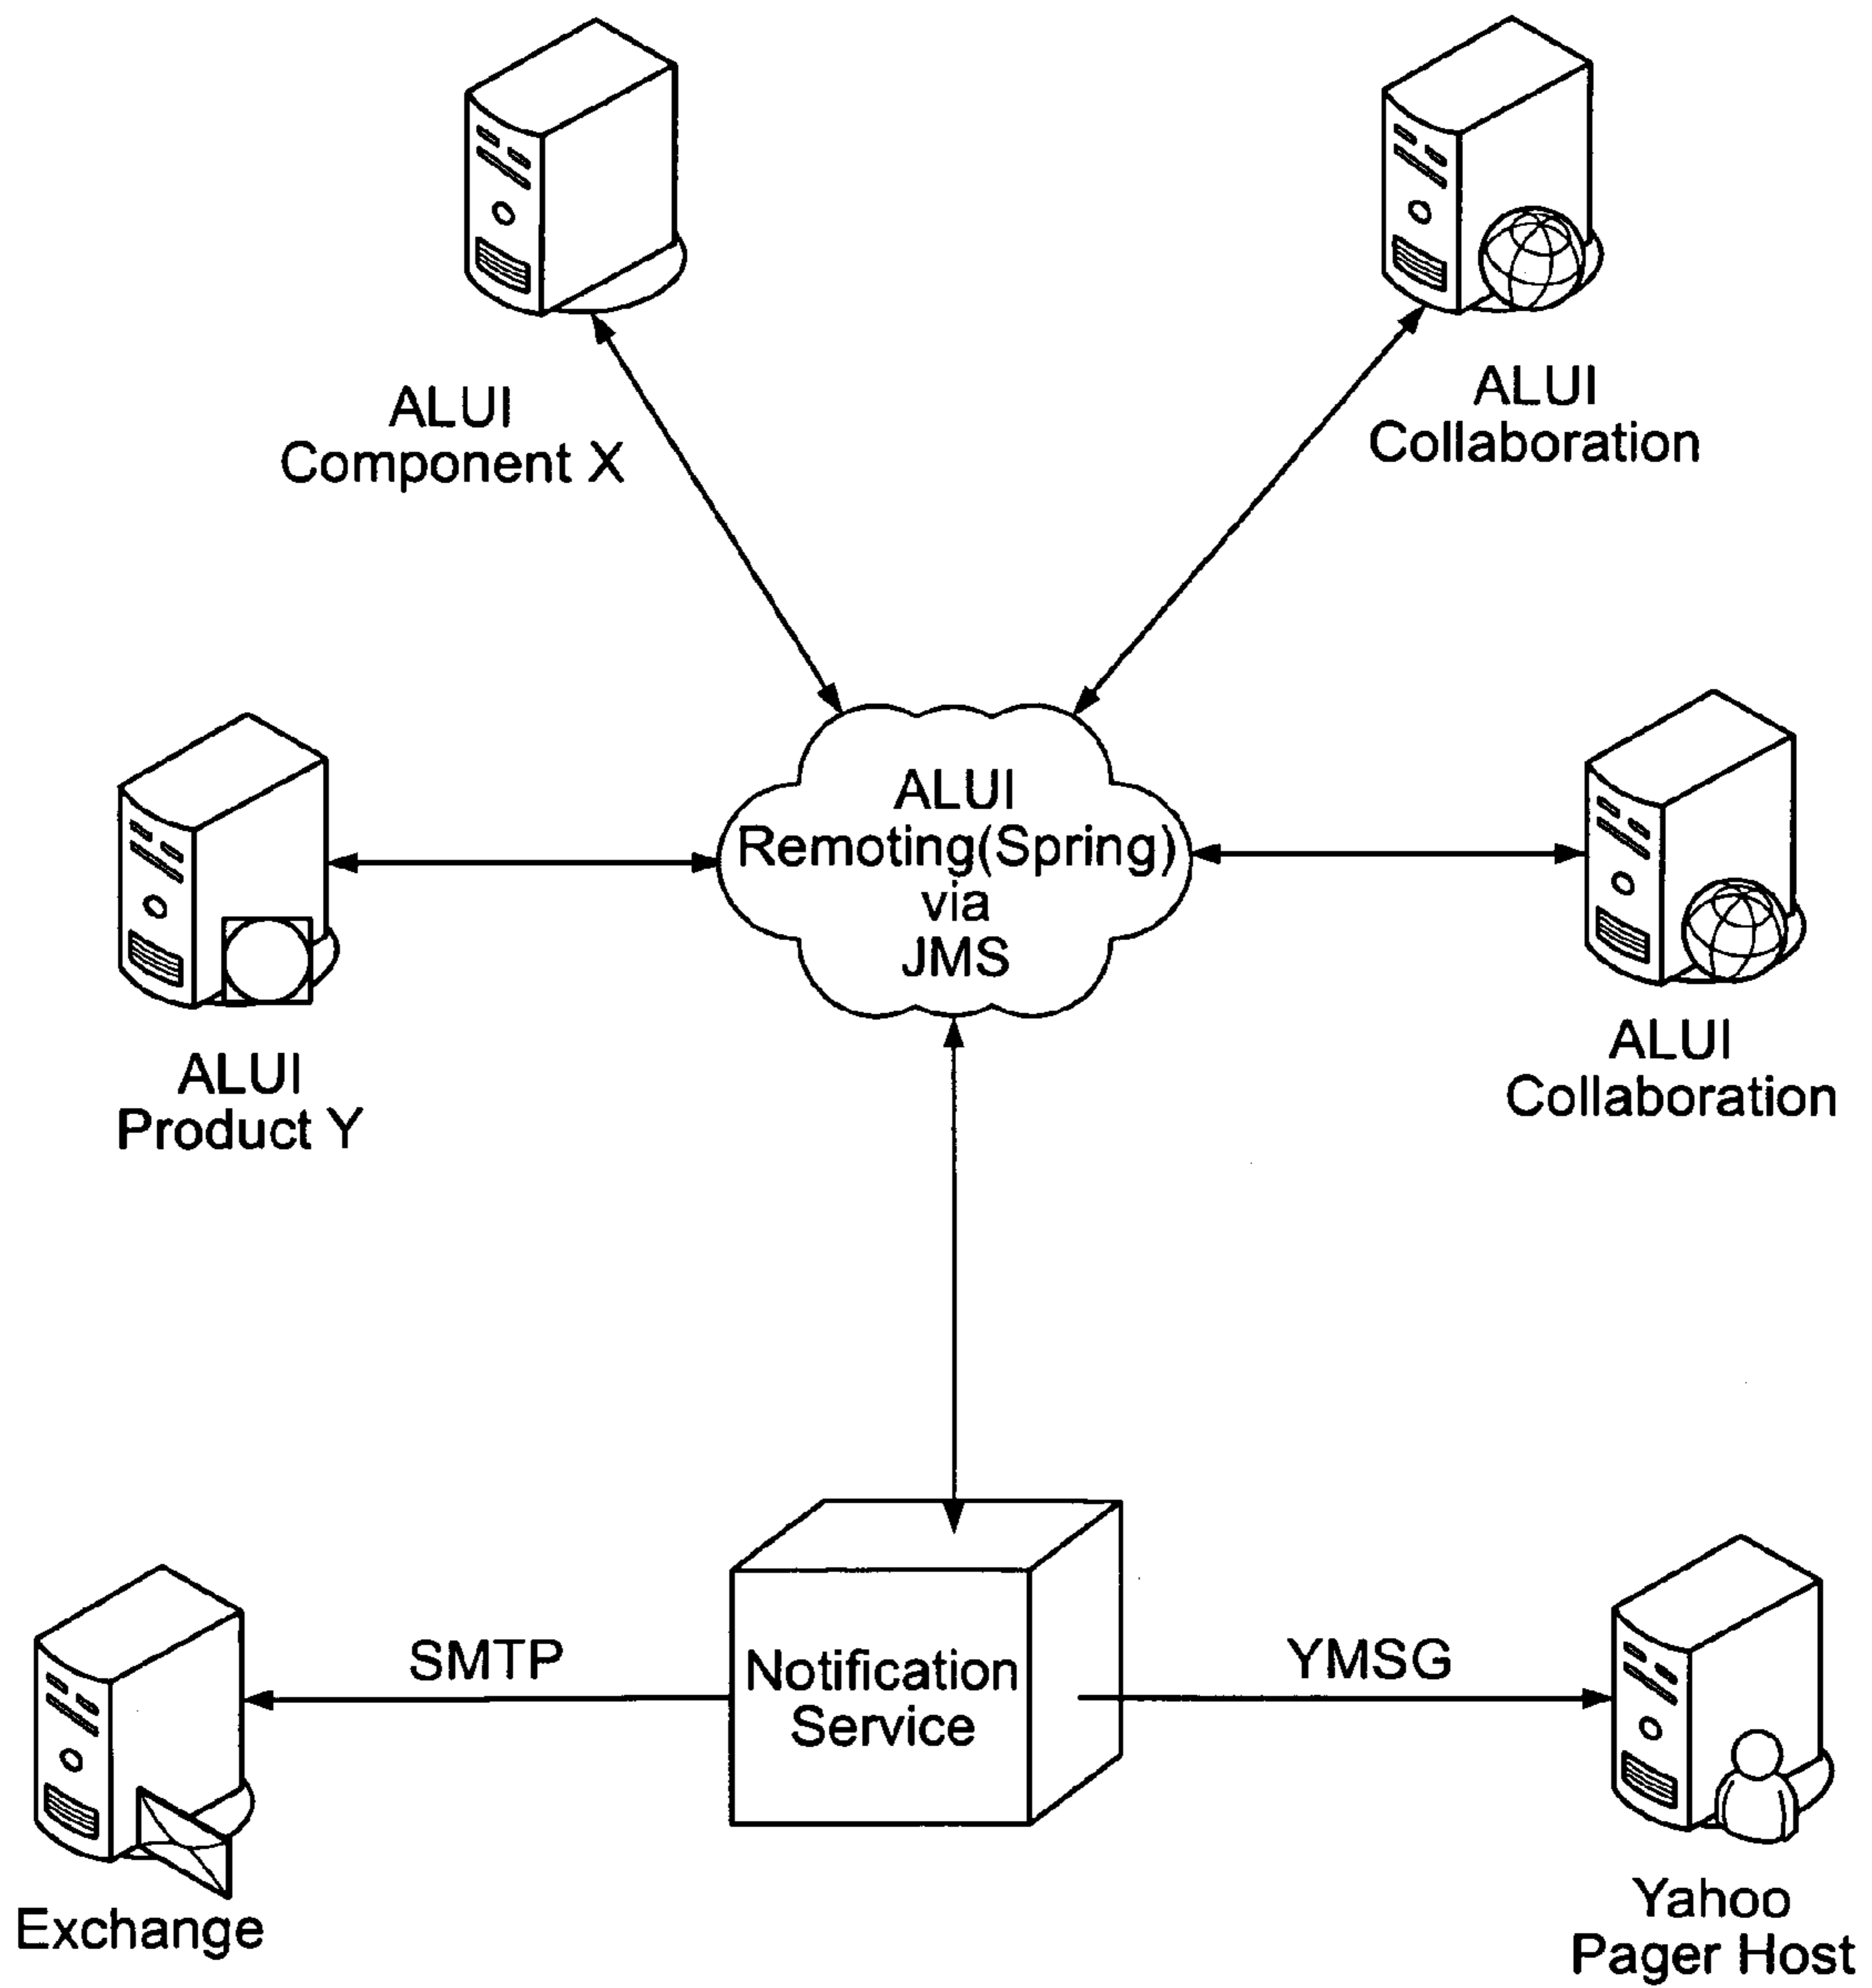 ALUI
Component X
ALUI
Collaboration
ALUI
Remoting(Spring)
via
JMS
ALUI
Product Y
ALUI
Collaboration
SMTP
Notification
Service
YMSG
Exchange
Yahoo
Pager Host